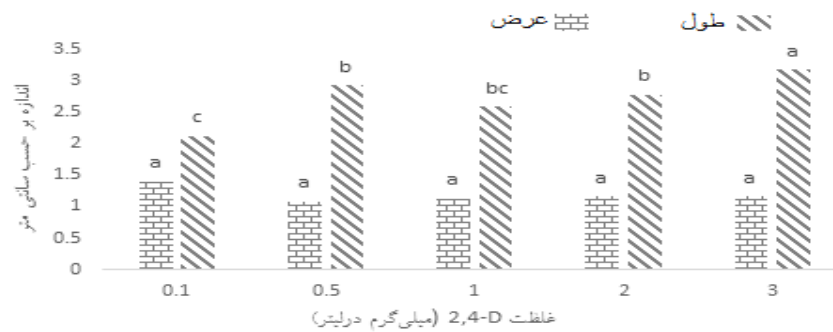 طول عرض
3.5
3
2.5
2
1.5
1
0.5
0
اندازه بر حسب سانتی متر
a c a b a bc a b a a
0.1 0.5 1 2 3
غلظت 2,4-D (میلی‌گرم درلیتر)